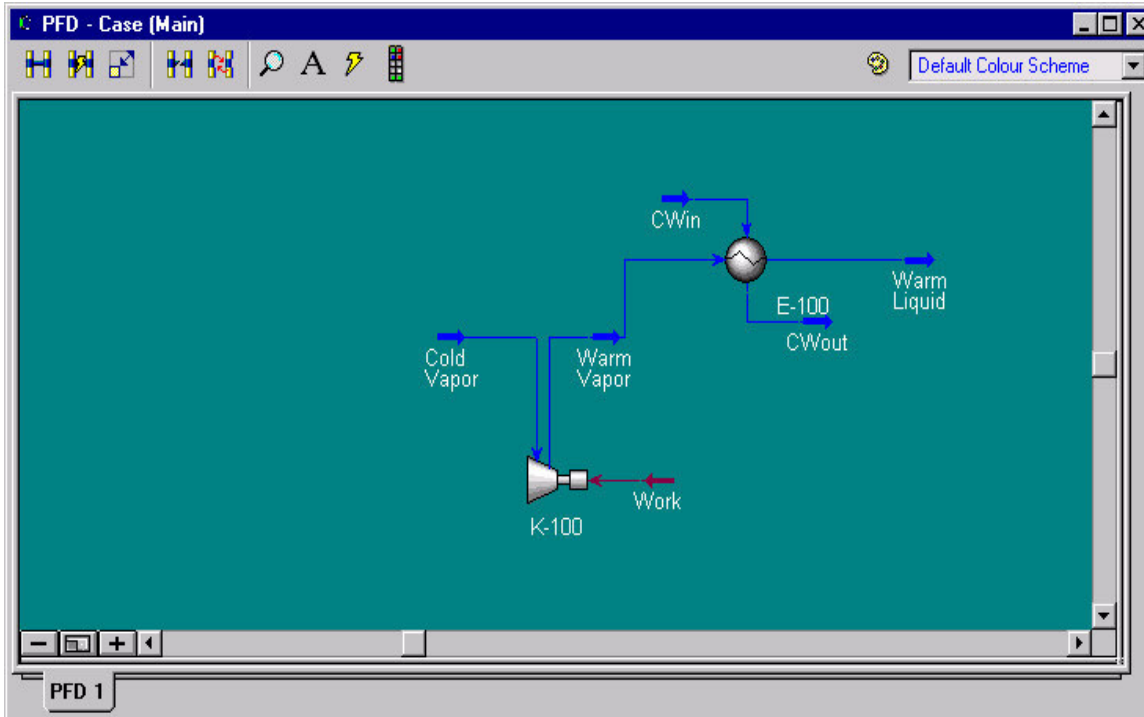 PFD - Case (Main)
A
Default Colour Scheme
CWin
Warm
Liquid
E-100
CWout
Cold
Vapor
Warm
Vapor
Work
K-100
PFD 1